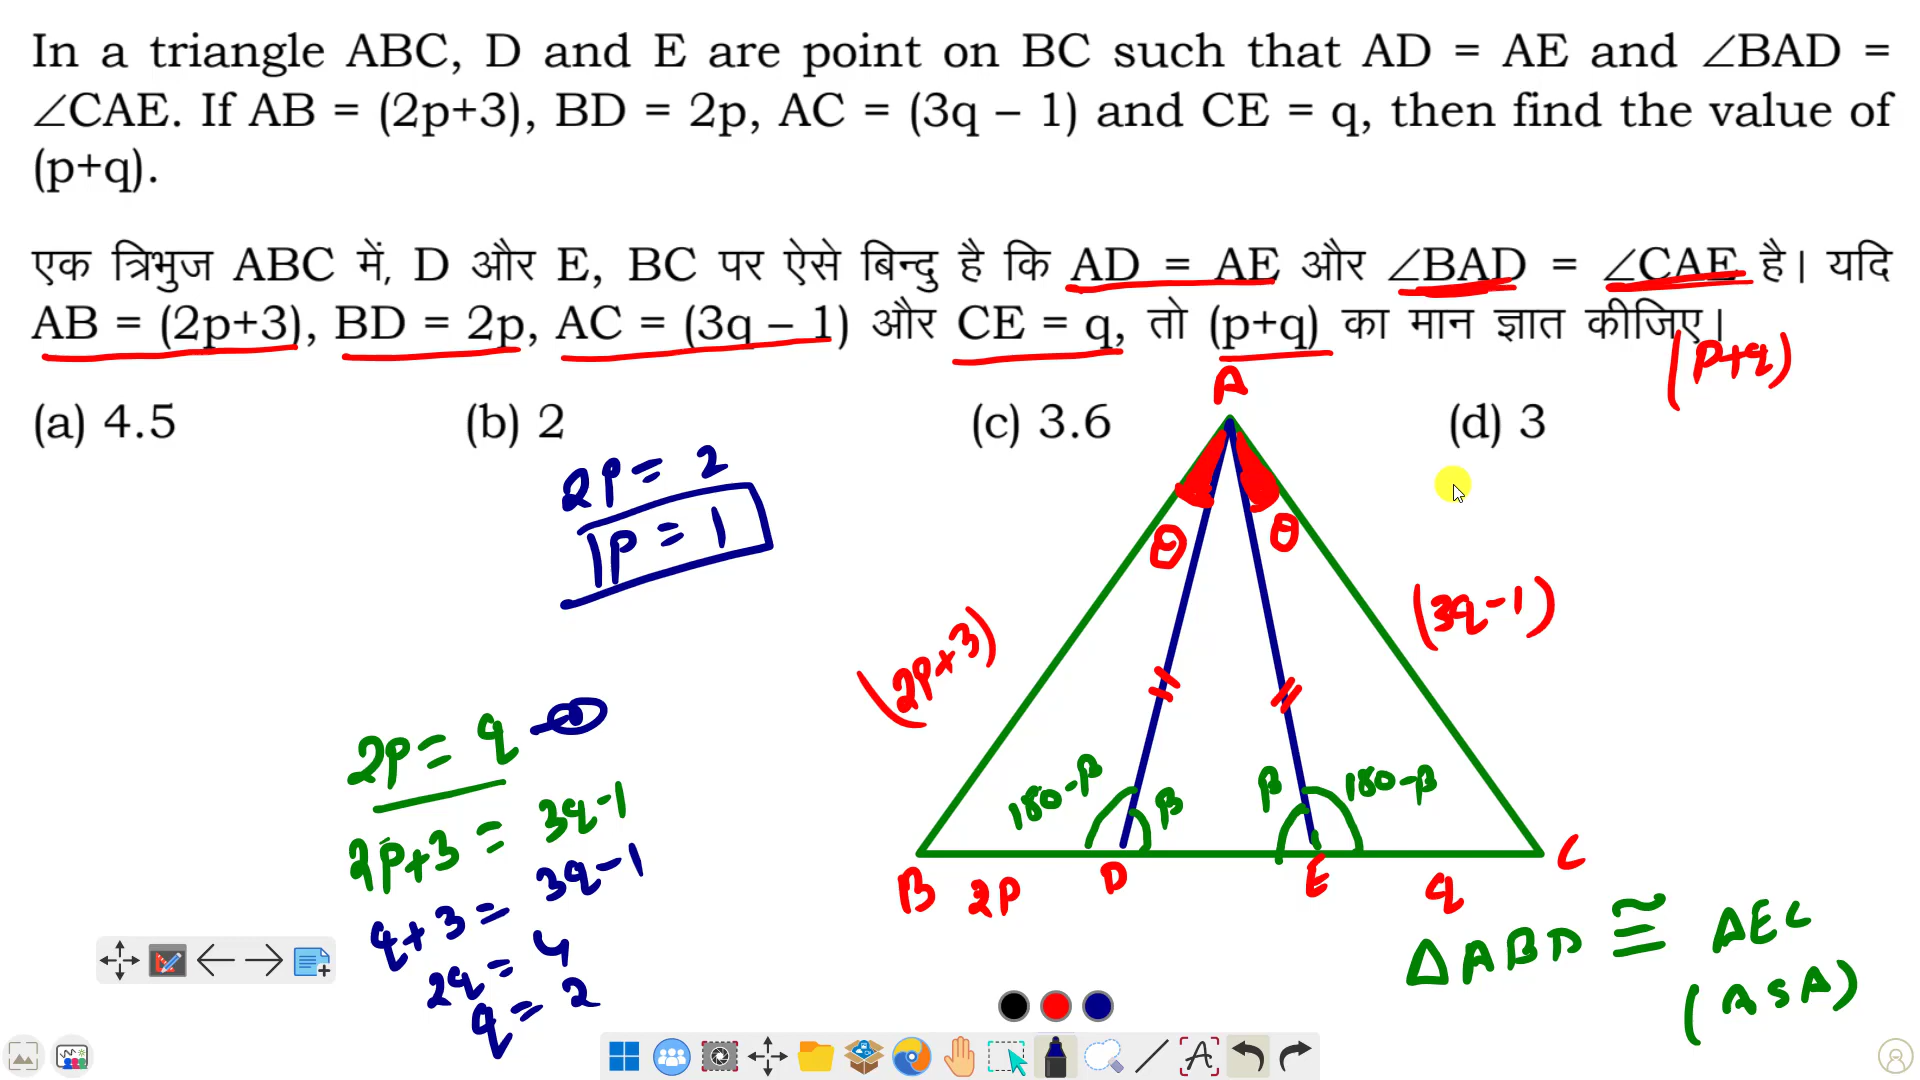 In a triangle ABC, D and E are point on BC such that AD = AE and ∠BAD =
∠CAE. If AB = (2p+3), BD = 2p, AC = (3q – 1) and CE = q, then find the value of
(p+q).
एक त्रिभुज ABC में, D और E, BC पर ऐसे बिन्दु है कि AD = AE और ∠BAD = ∠CAE है। यदि
AB = (2p+3), BD = 2p, AC = (3q – 1) और CE = q, तो (p+q) का मान ज्ञात कीजिए।
(p+q)
(a) 4.5 (b) 2 (c) 3.6 (d) 3
A
2p = 2
p = 1
θ θ
(2p+3)
(3q-1)
2p = q
2p+3 = 3q-1
q+3 = 3q-1
2q = 4
q = 2
180-β β β 180-β
B 2p D E q C
△ABD ≅ AEC
(ASA)